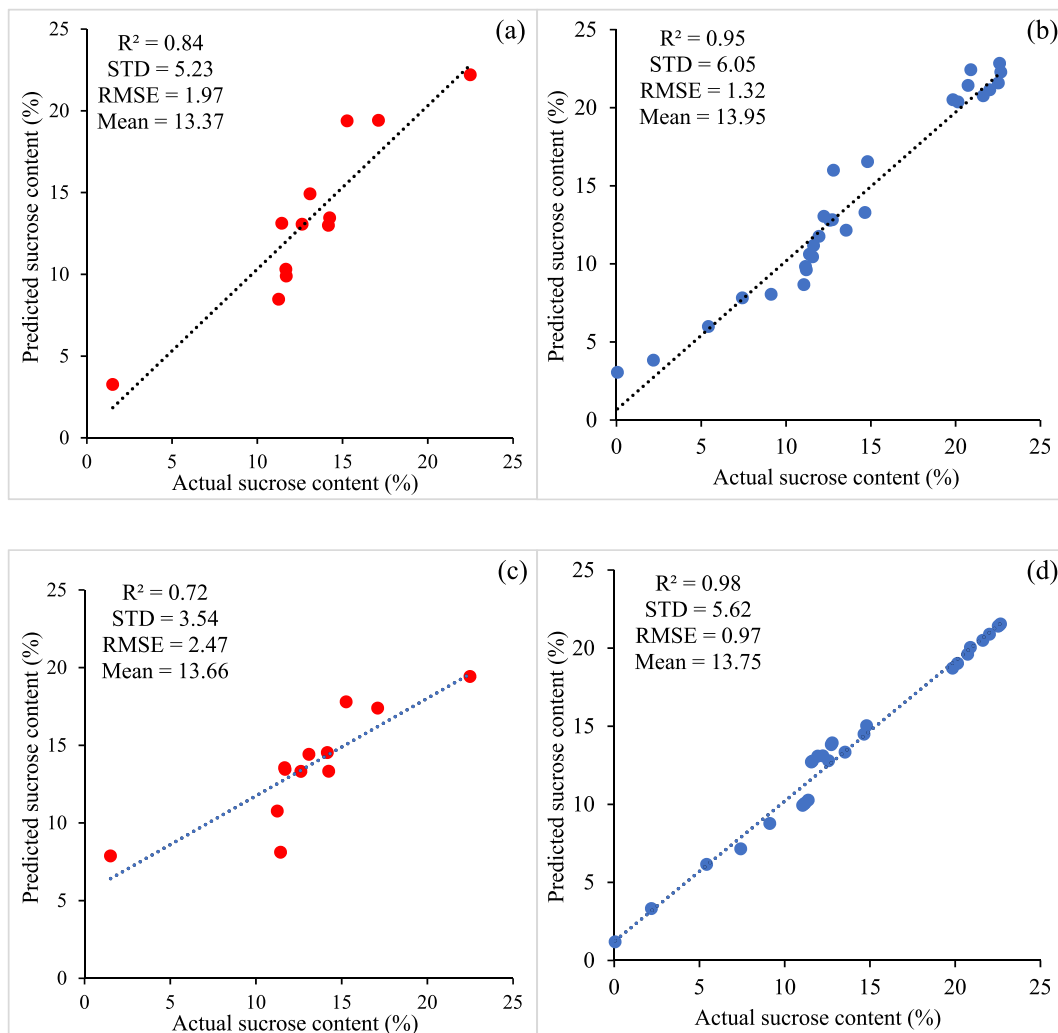 (a)
R² = 0.84
STD = 5.23
RMSE = 1.97
Mean = 13.37
Predicted sucrose content (%)
25
20
15
10
5
0
0 5 10 15 20 25
Actual sucrose content (%)
(b)
R² = 0.95
STD = 6.05
RMSE = 1.32
Mean = 13.95
Predicted sucrose content (%)
25
20
15
10
5
0
0 5 10 15 20 25
Actual sucrose content (%)
(c)
R² = 0.72
STD = 3.54
RMSE = 2.47
Mean = 13.66
Predicted sucrose content (%)
25
20
15
10
5
0
0 5 10 15 20 25
Actual sucrose content (%)
(d)
R² = 0.98
STD = 5.62
RMSE = 0.97
Mean = 13.75
Predicted sucrose content (%)
25
20
15
10
5
0
0 5 10 15 20 25
Actual sucrose content (%)